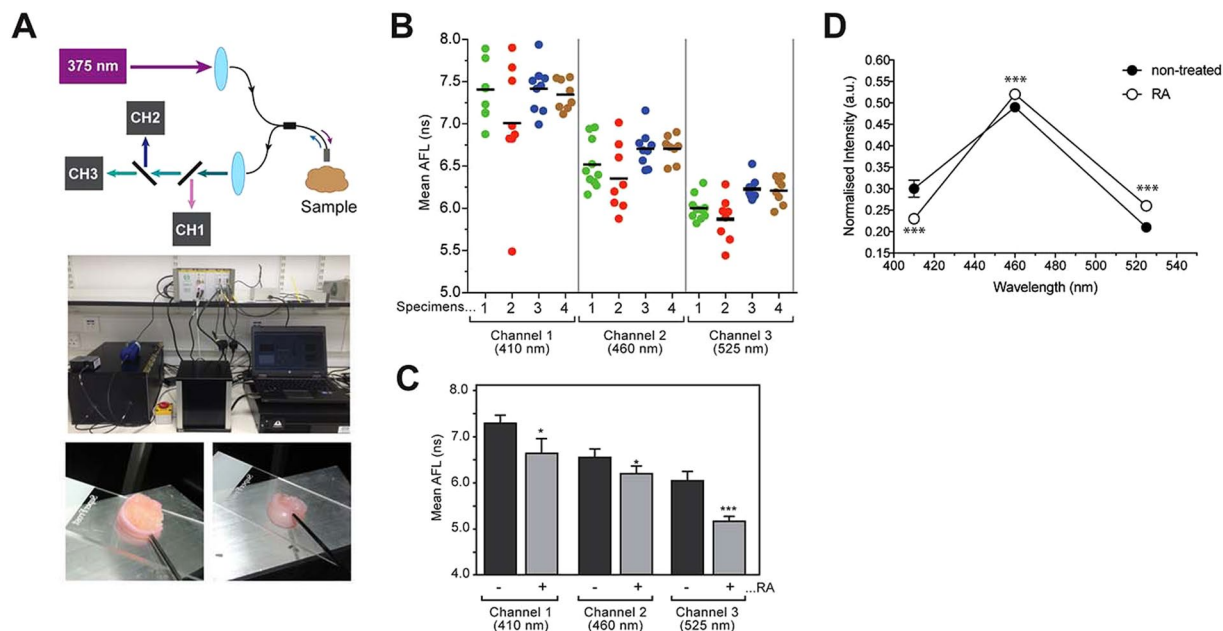 A
375 nm
CH2
CH3
CH1
Sample
B
Mean AFL (ns)
8.0
7.5
7.0
6.5
6.0
5.5
5.0
Specimens... 1 2 3 4 1 2 3 4 1 2 3 4
Channel 1 Channel 2 Channel 3
(410 nm) (460 nm) (525 nm)
C
Mean AFL (ns)
8.0
7.0
6.0
5.0
4.0
* * ***
- + - + - + ...RA
Channel 1 Channel 2 Channel 3
(410 nm) (460 nm) (525 nm)
D
Normalised Intensity (a.u.)
0.60
0.50
0.45
0.40
0.30
0.25
0.20
0.15
***
***
***
non-treated
RA
400 420 440 460 480 500 520 540
Wavelength (nm)